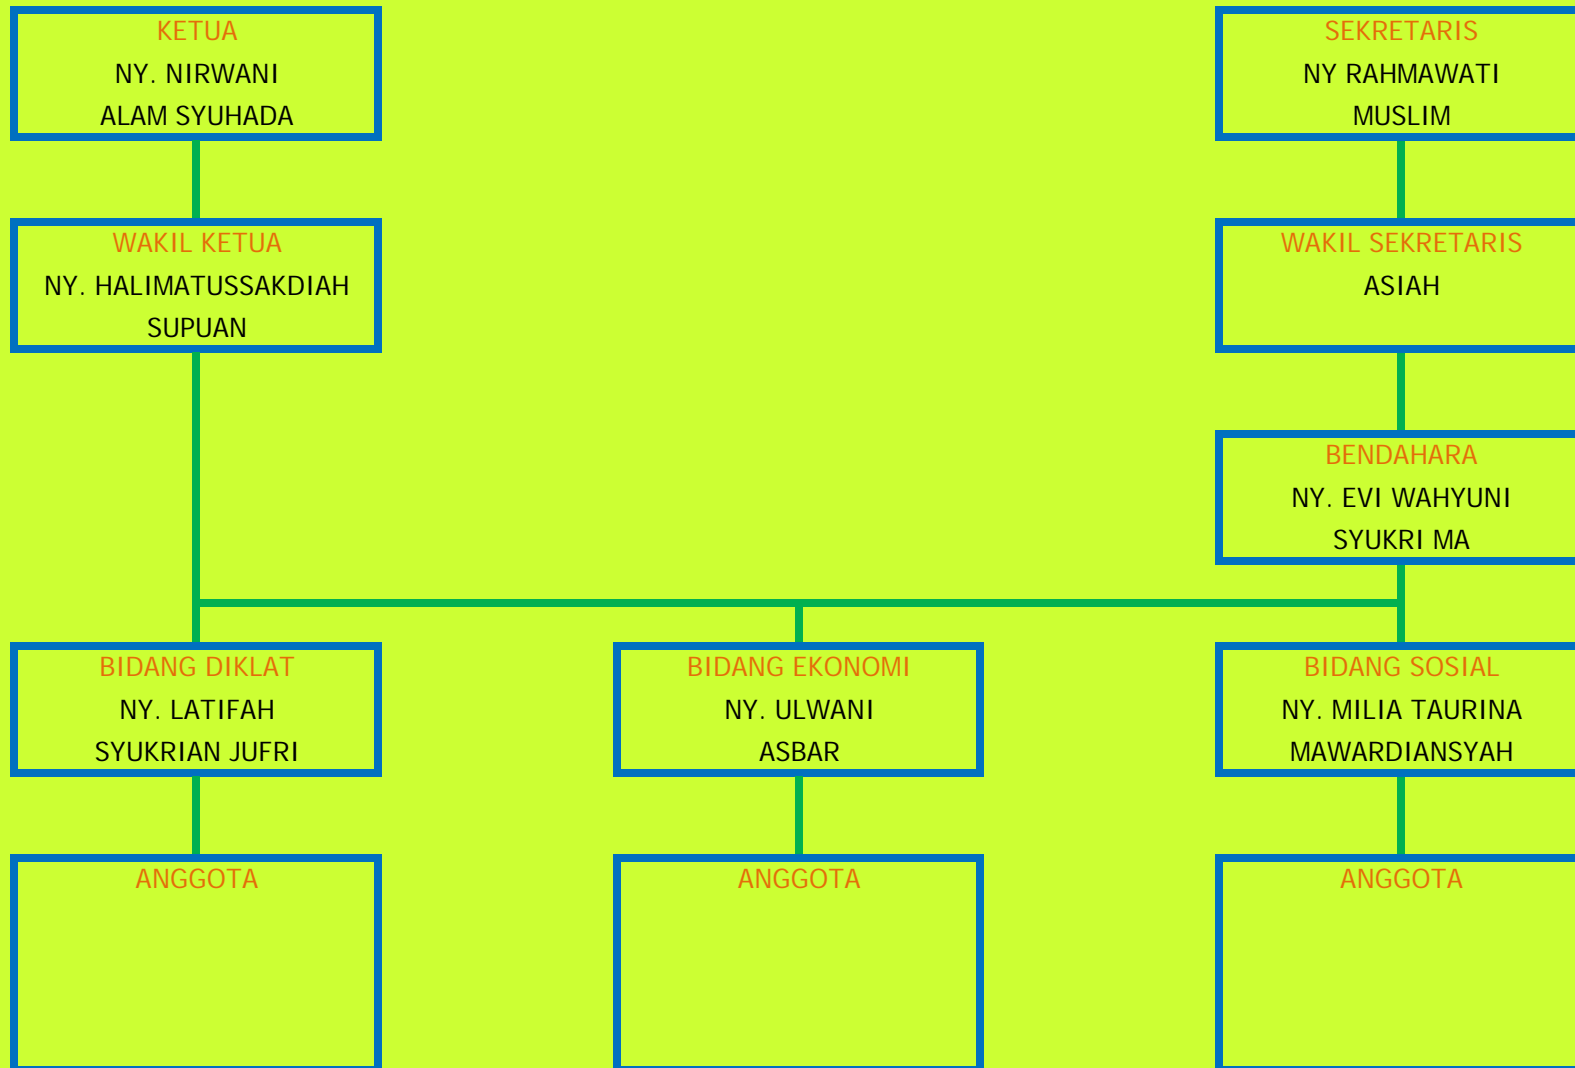 KETUA
NY. NIRWANI
ALAM SYUHADA
SEKRETARIS
NY RAHMAWATI
MUSLIM
WAKIL KETUA
NY. HALIMATUSSAKDIAH
SUPUAN
WAKIL SEKRETARIS
ASIAH
BENDAHARA
NY. EVI WAHYUNI
SYUKRI MA
BIDANG DIKLAT
NY. LATIFAH
SYUKRIAN JUFRI
BIDANG EKONOMI
NY. ULWANI
ASBAR
BIDANG SOSIAL
NY. MILIA TAURINA
MAWARDIANSYAH
ANGGOTA
ANGGOTA
ANGGOTA